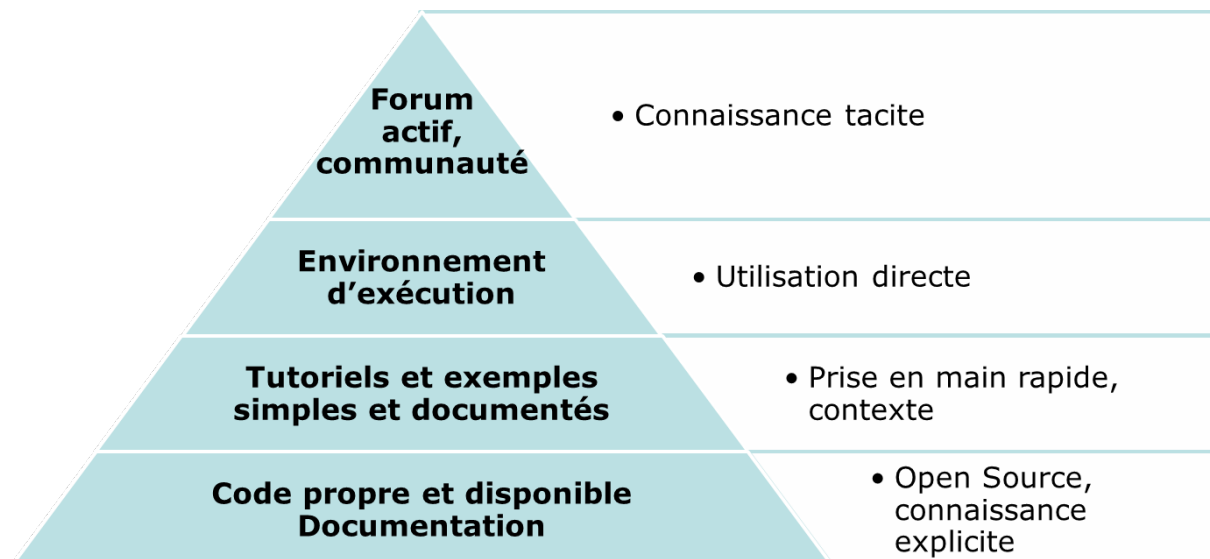 Forum
actif,
communauté
• Connaissance tacite
Environnement
d’exécution
• Utilisation directe
Tutoriels et exemples
simples et documentés
• Prise en main rapide,
contexte
Code propre et disponible
Documentation
• Open Source,
connaissance
explicite